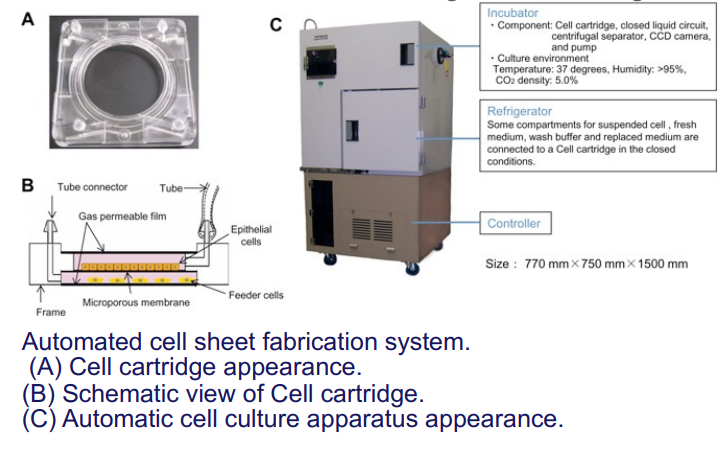 A
C
Incubator
・Component: Cell cartridge, closed liquid circuit,
centrifugal separator, CCD camera,
and pump
・Culture environment
Temperature: 37 degrees, Humidity: >95%,
CO₂ density: 5.0%
Refrigerator
Some compartments for suspended cell , fresh
medium, wash buffer and replaced medium are
connected to a Cell cartridge in the closed
conditions.
B
Tube connector
Tube
Gas permeable film
Epithelial
cells
Microporous membrane
Feeder cells
Frame
Controller
Size : 770 mm×750 mm×1500 mm
Automated cell sheet fabrication system.
(A) Cell cartridge appearance.
(B) Schematic view of Cell cartridge.
(C) Automatic cell culture apparatus appearance.